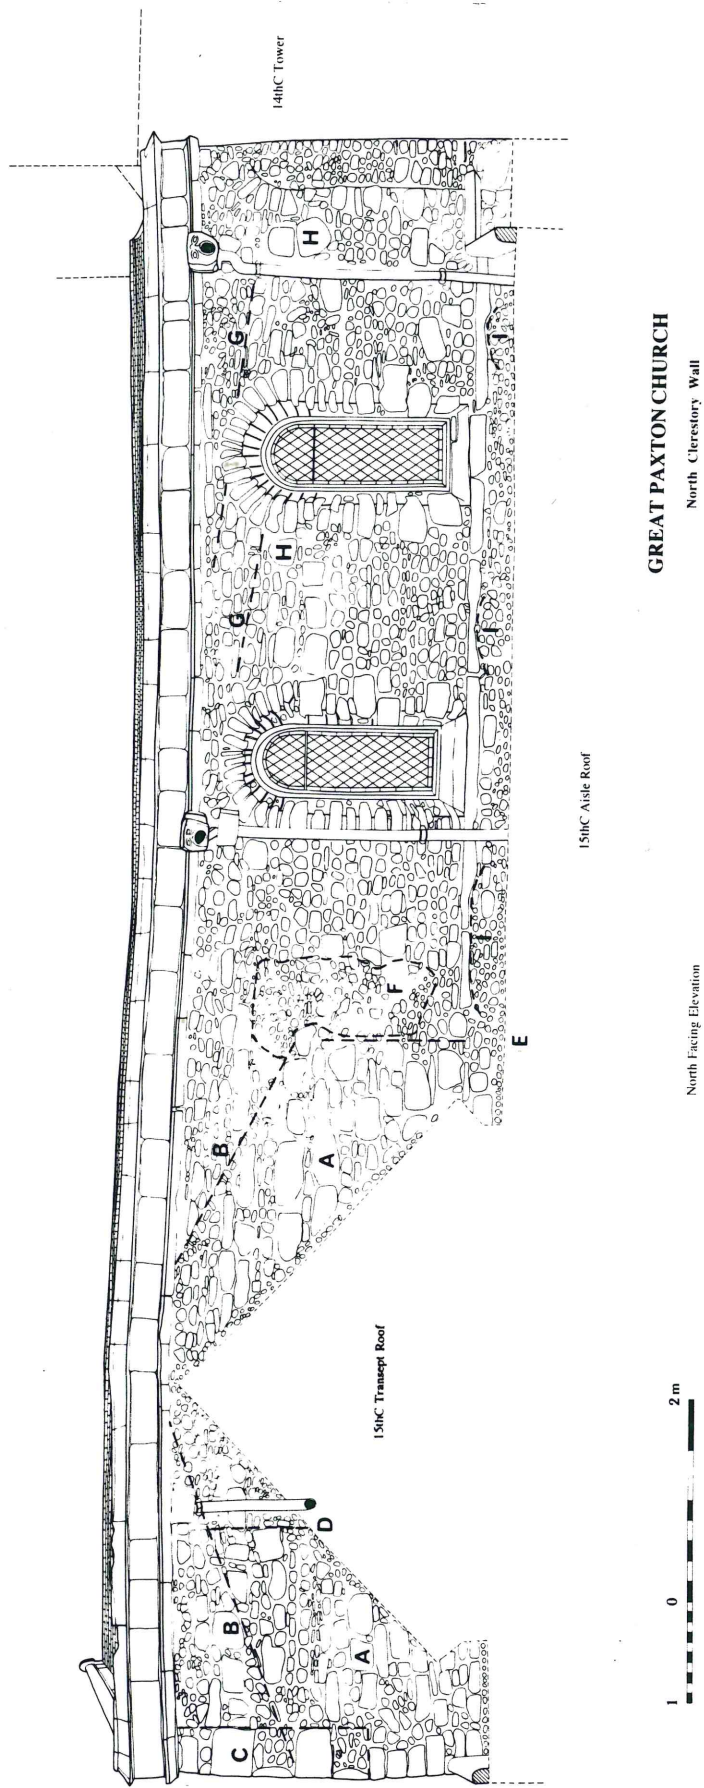 14thC Tower
B
B
G
G
C
H
H
A
D
A
15thC Transept Roof
F
I
I
I
E
15thC Aisle Roof
GREAT PAXTON CHURCH
1 0 2m
North Facing Elevation
North Clerestory Wall